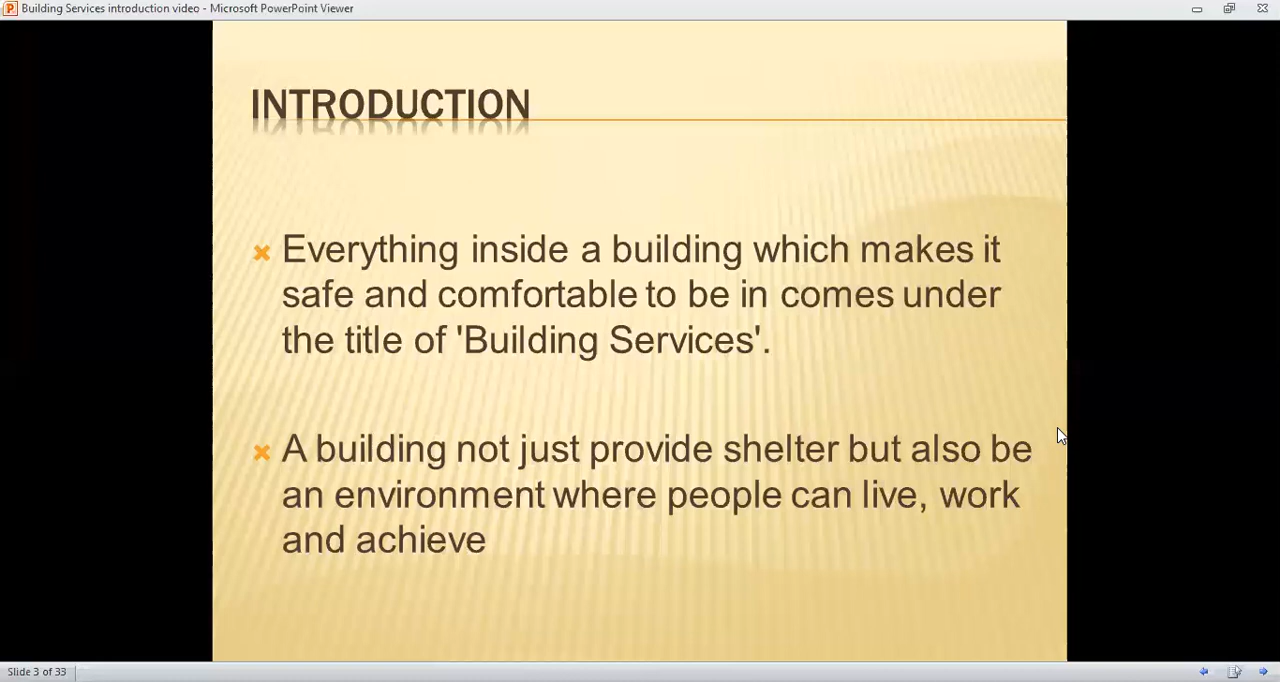 Building Services introduction video - Microsoft PowerPoint Viewer
INTRODUCTION
Everything inside a building which makes it
safe and comfortable to be in comes under
the title of 'Building Services'.
A building not just provide shelter but also be
an environment where people can live, work
and achieve
Slide 3 of 33